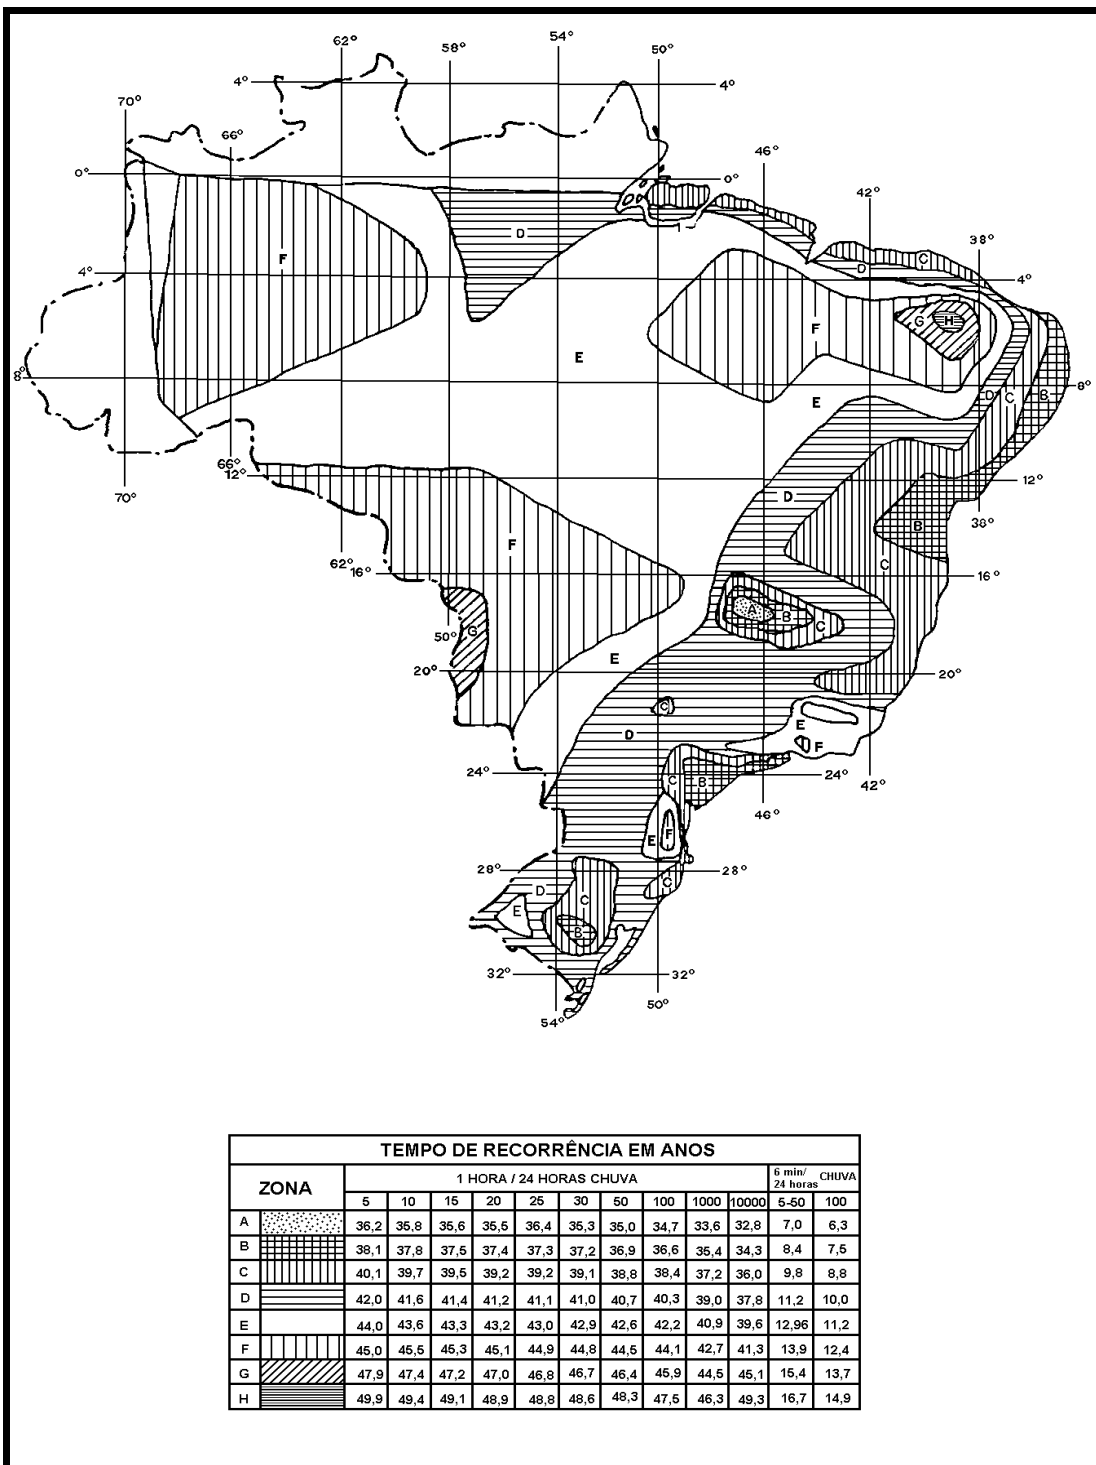 54°
62°
58°
50°
4°
4°
70°
66°
46°
0°
0°
42°
38°
D
C
F
D
4°
4°
G
H
F
E
8°
8°
E
D
C
B
66°
12°
12°
70°
D
38°
B
F
C
62°
16°
16°
A
B
C
50°
G
E
20°
20°
C
E
D
F
24°
C
B
24°
42°
46°
E
F
28°
28°
C
D
C
E
B
32°
32°
50°
54°
TEMPO DE RECORRÊNCIA EM ANOS
ZONA 1 HORA / 24 HORAS CHUVA 6 min/ 24 horas CHUVA
5 10 15 20 25 30 50 100 1000 10000 5-50 100
A 36,2 35,8 35,6 35,5 36,4 35,3 35,0 34,7 33,6 32,8 7,0 6,3
B 38,1 37,8 37,5 37,4 37,3 37,2 36,9 36,6 35,4 34,3 8,4 7,5
C 40,1 39,7 39,5 39,2 39,2 39,1 38,8 38,4 37,2 36,0 9,8 8,8
D 42,0 41,6 41,4 41,2 41,1 41,0 40,7 40,3 39,0 37,8 11,2 10,0
E 44,0 43,6 43,3 43,2 43,0 42,9 42,6 42,2 40,9 39,6 12,96 11,2
F 45,0 45,5 45,3 45,1 44,9 44,8 44,5 44,1 42,7 41,3 13,9 12,4
G 47,9 47,4 47,2 47,0 46,8 46,7 46,4 45,9 44,5 45,1 15,4 13,7
H 49,9 49,4 49,1 48,9 48,8 48,6 48,3 47,5 46,3 49,3 16,7 14,9